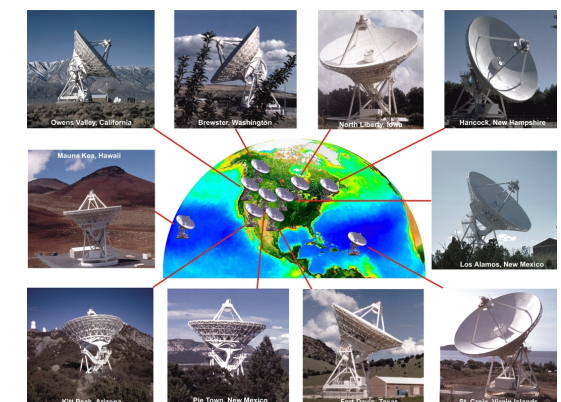 Owens Valley, California
Brewster, Washington
North Liberty, Iowa
Hancock, New Hampshire
Mauna Kea, Hawaii
Los Alamos, New Mexico
Kitt Peak, Arizona
Pie Town, New Mexico
Fort Davis, Texas
St. Croix, Virgin Islands